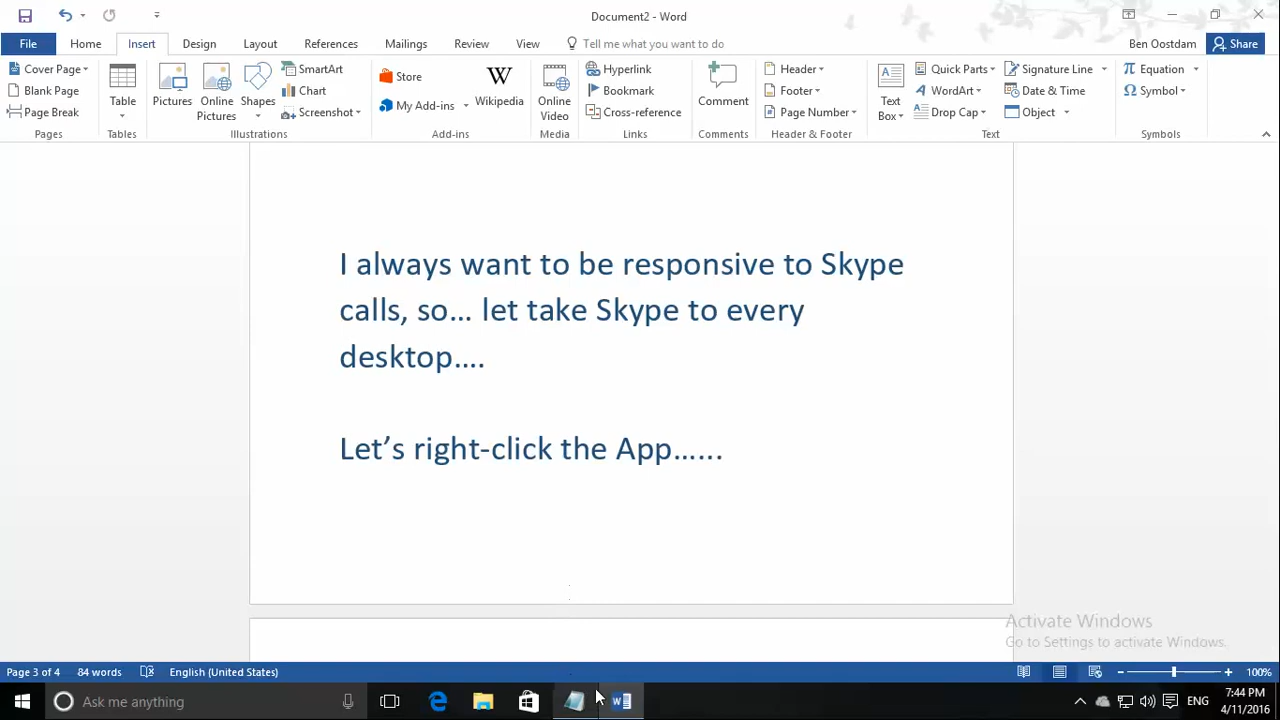 Document2 - Word
File Home Insert Design Layout References Mailings Review View Tell me what you want to do Ben Oostdam Share
Cover Page
Blank Page
Page Break
Pages
Table
Tables
Pictures
Online Pictures
Shapes
SmartArt
Chart
Screenshot
Illustrations
Store
My Add-ins
Wikipedia
W
Add-ins
Online Video
Media
Hyperlink
Bookmark
Cross-reference
Links
Comment
Comments
Header
Footer
Page Number
Header & Footer
Text Box
A
Quick Parts
WordArt
Drop Cap
Signature Line
Date & Time
Object
Text
Equation
Symbol
Symbols
I always want to be responsive to Skype
calls, so… let take Skype to every
desktop….
Let’s right-click the App…...
Activate Windows
Go to Settings to activate Windows.
Page 3 of 4 84 words English (United States) 100%
Ask me anything
ENG
7:44 PM
4/11/2016